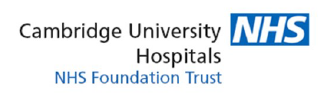 Cambridge University NHS
Hospitals
NHS Foundation Trust